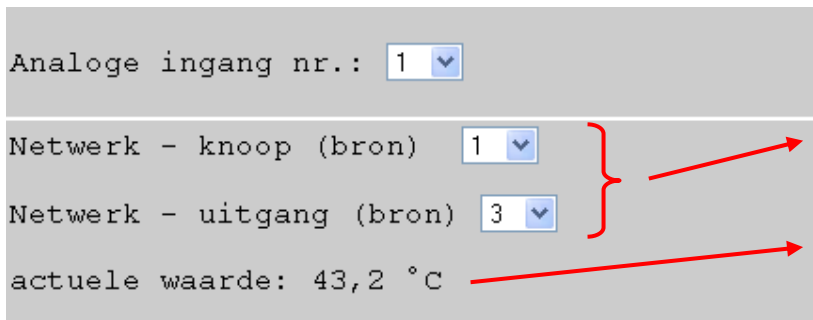 Analoge ingang nr.: 1
Netwerk - knoop (bron) 1
Netwerk - uitgang (bron) 3
actuele waarde: 43,2 °C